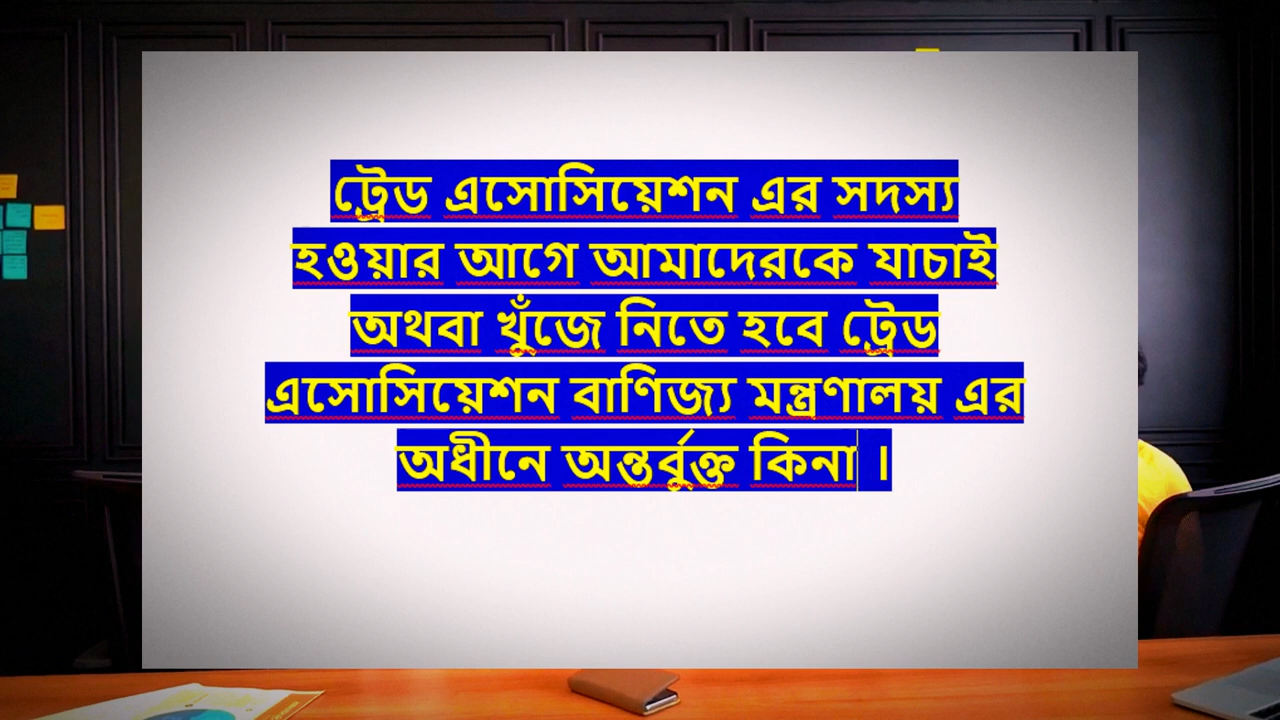 ট্রেড এসোসিয়েশন এর সদস্য
হওয়ার আগে আমাদেরকে যাচাই
অথবা খুঁজে নিতে হবে ট্রেড
এসোসিয়েশন বাণিজ্য মন্ত্রণালয় এর
অধীনে অন্তর্বুক্ত কিনা ।